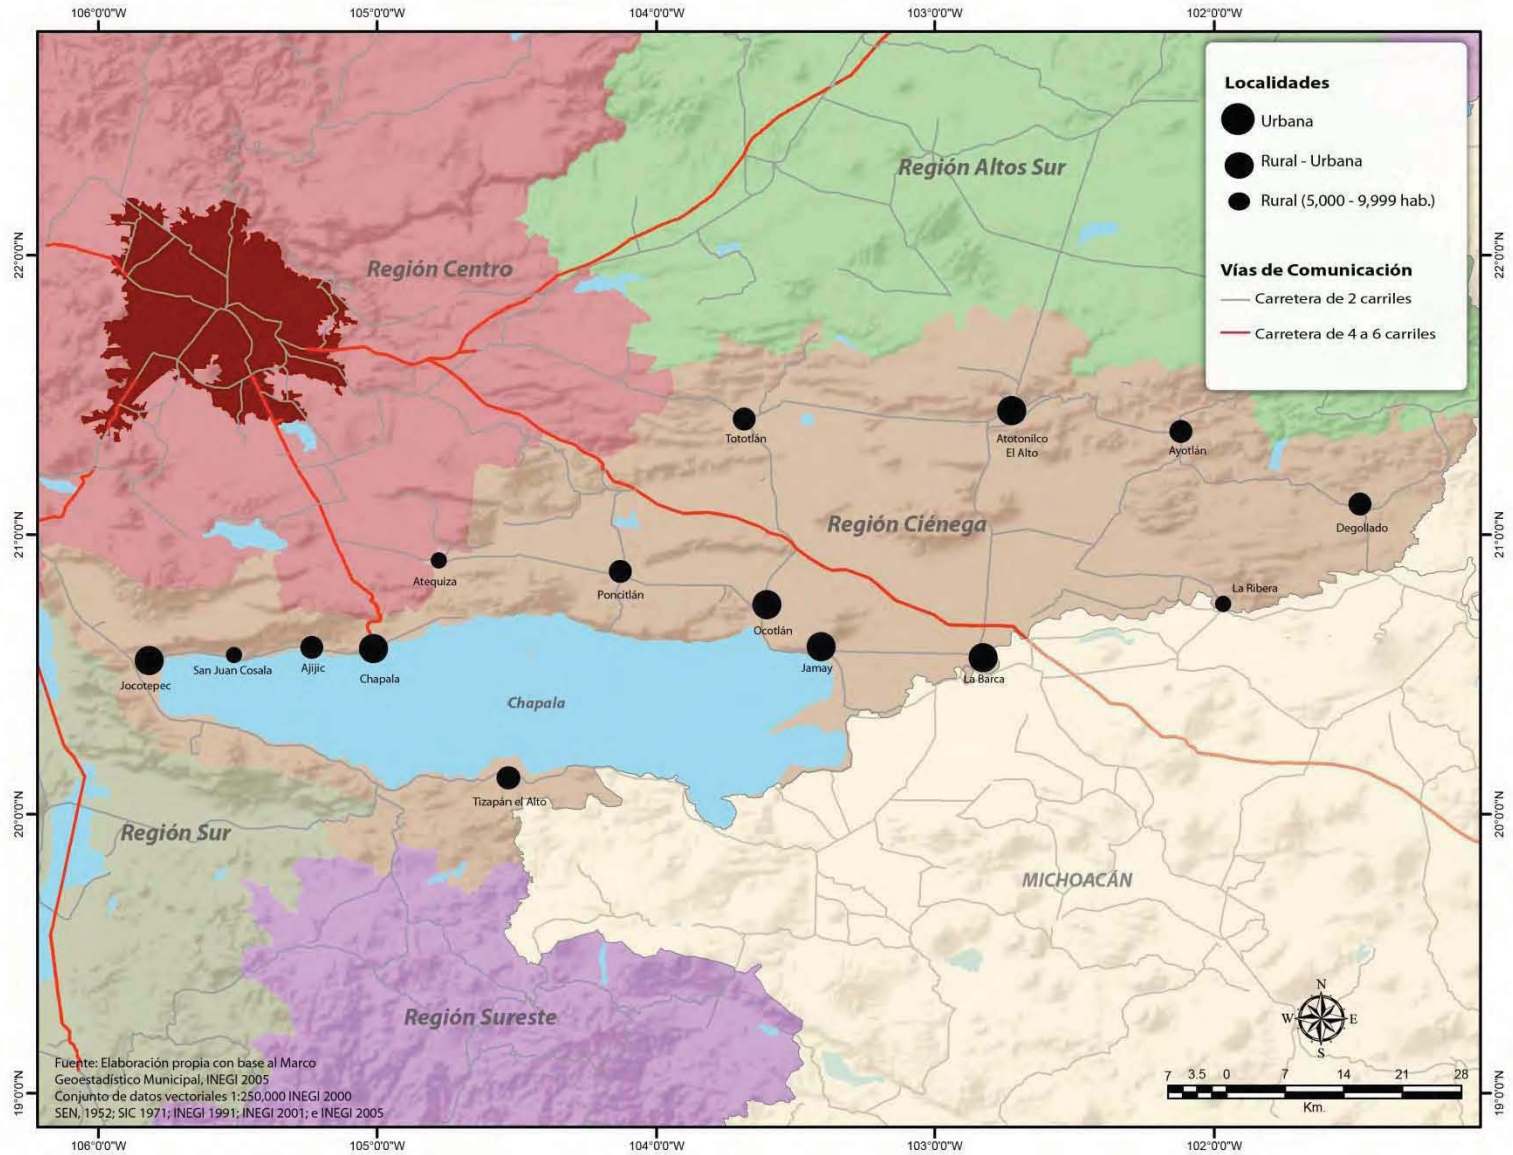 106°0'0"W
105°0'0"W
104°0'0"W
103°0'0"W
102°0'0"W
Localidades
Urbana
Rural - Urbana
Rural (5,000 - 9,999 hab.)
Vías de Comunicación
Carretera de 2 carriles
Carretera de 4 a 6 carriles
Región Altos Sur
22°0'0"N
22°0'0"N
Región Centro
Tototlán
Atotonilco
El Alto
Ayotlán
Región Ciénega
Degollado
21°0'0"N
21°0'0"N
Atequiza
Poncitlán
La Ribera
Ocotlán
Jocotepec
San Juan Cosala
Ajijic
Chapala
Jamay
La Barca
Chapala
Tizapán el Alto
20°0'0"N
20°0'0"N
Región Sur
MICHOACÁN
Región Sureste
N
W
E
S
Fuente: Elaboración propia con base al Marco
Geoestadístico Municipal, INEGI 2005
Conjunto de datos vectoriales 1:250,000 INEGI 2000
SEN, 1952; SIC 1971; INEGI 1991; INEGI 2001; e INEGI 2005
7 3.5 0 7 14 21 28
Km.
19°0'0"N
19°0'0"N
106°0'0"W
105°0'0"W
104°0'0"W
103°0'0"W
102°0'0"W